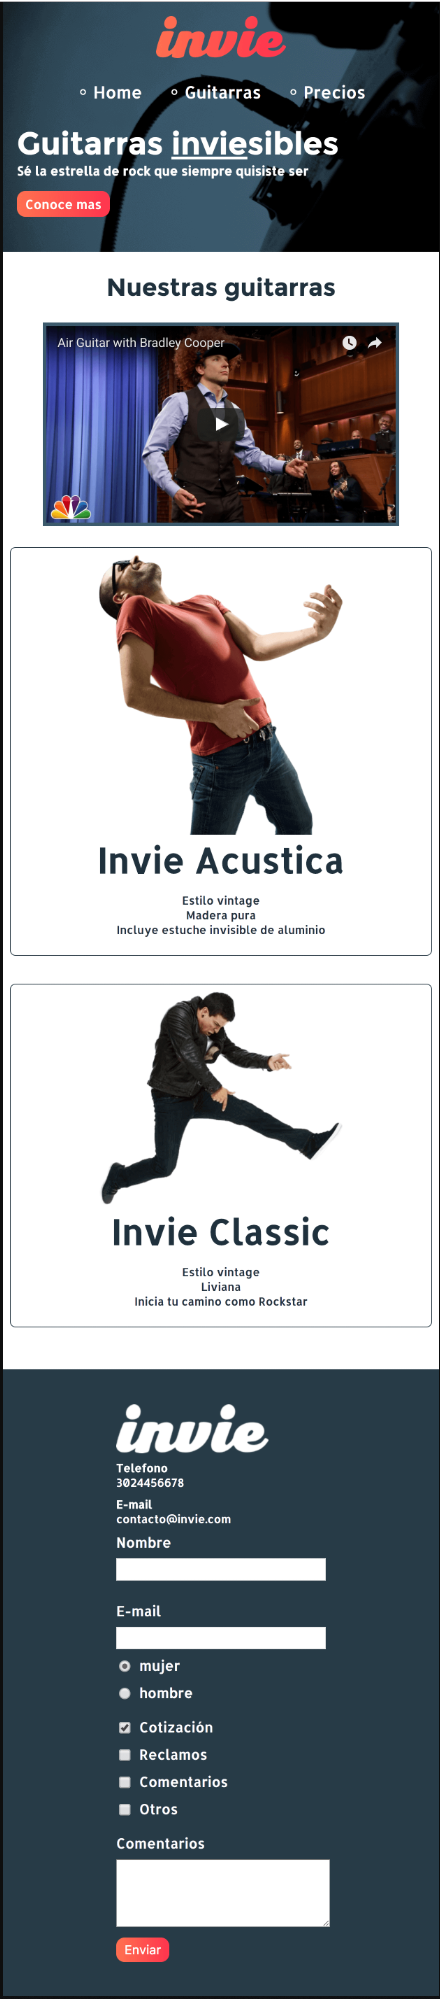 invie
Home Guitarras Precios
Guitarras inviesibles
Sé la estrella de rock que siempre quisiste ser
Conoce mas
Nuestras guitarras
Air Guitar with Bradley Cooper
Invie Acustica
Estilo vintage
Madera pura
Incluye estuche invisible de aluminio
Invie Classic
Estilo vintage
Liviana
Inicia tu camino como Rockstar
invie
Telefono
3024456678
E-mail
contacto@invie.com
Nombre
E-mail
mujer
hombre
Cotización
Reclamos
Comentarios
Otros
Comentarios
Enviar